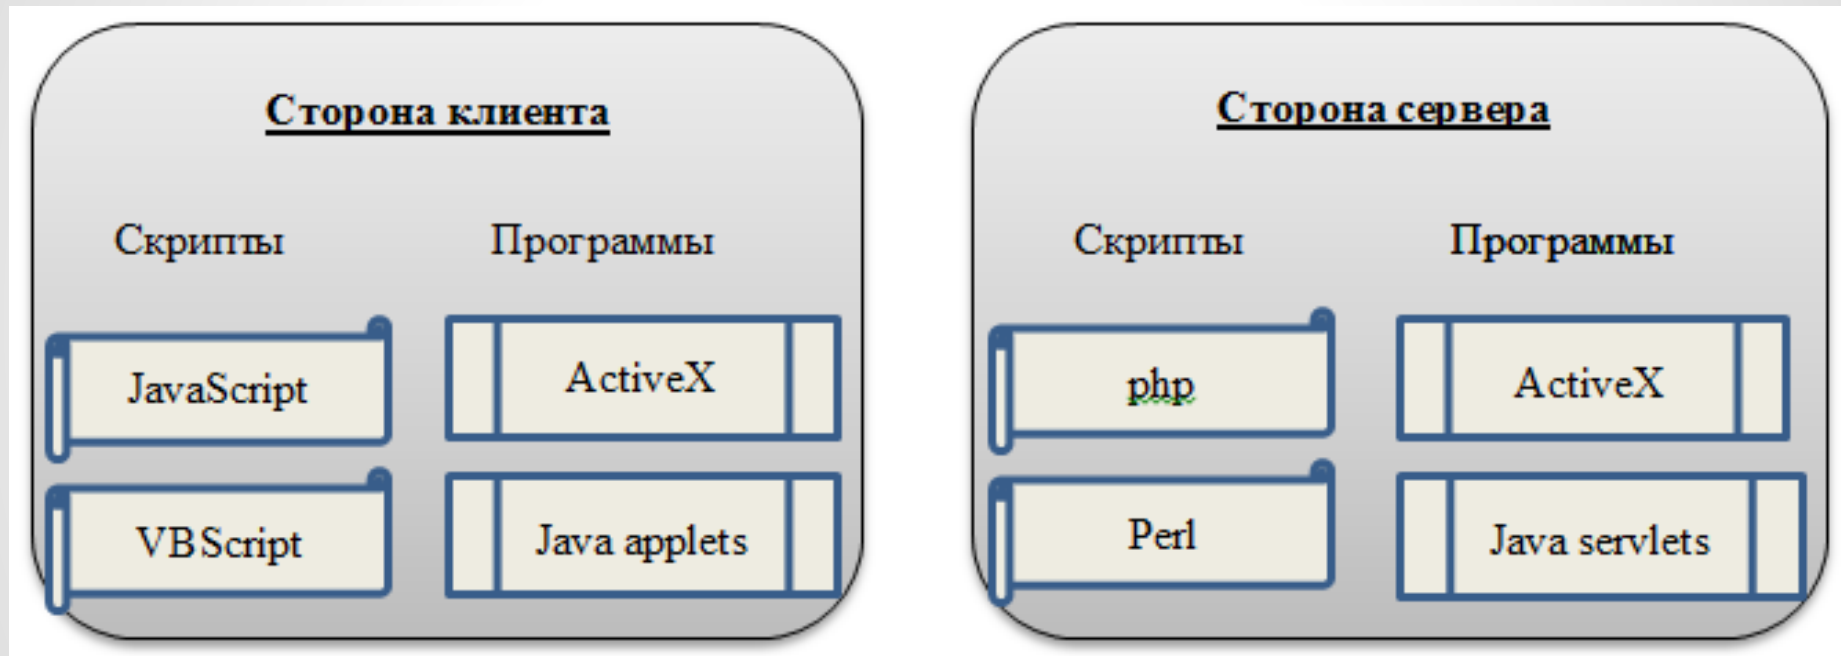 Сторона клиента
Скрипты Программы
JavaScript ActiveX
VBScript Java applets
Сторона сервера
Скрипты Программы
php ActiveX
Perl Java servlets